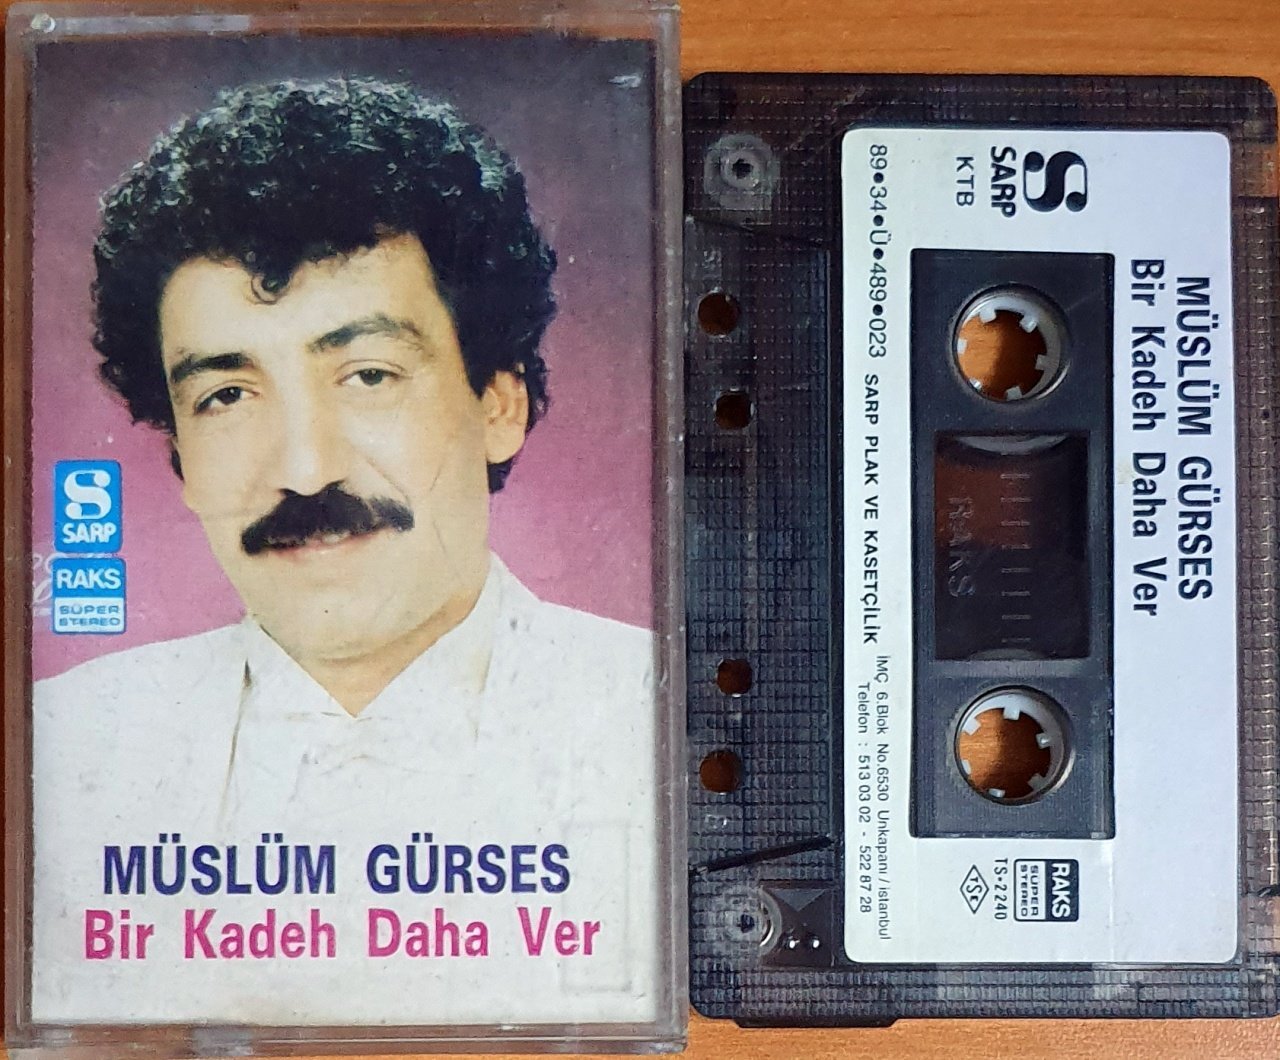 SARP
RAKS
SÜPER
STEREO
MÜSLÜM GÜRSES
Bir Kadeh Daha Ver
SARP
KTB
MÜSLÜM GÜRSES
Bir Kadeh Daha Ver
RAKS
RAKS
SÜPER
STEREO
TS•2240
TSE
89•34•Ü•489•023 SARP PLAK VE KASETÇİLİK İMÇ 6.Blok No.6530 Unkapanı / İstanbul
Telefon : 513 03 02 - 522 87 28